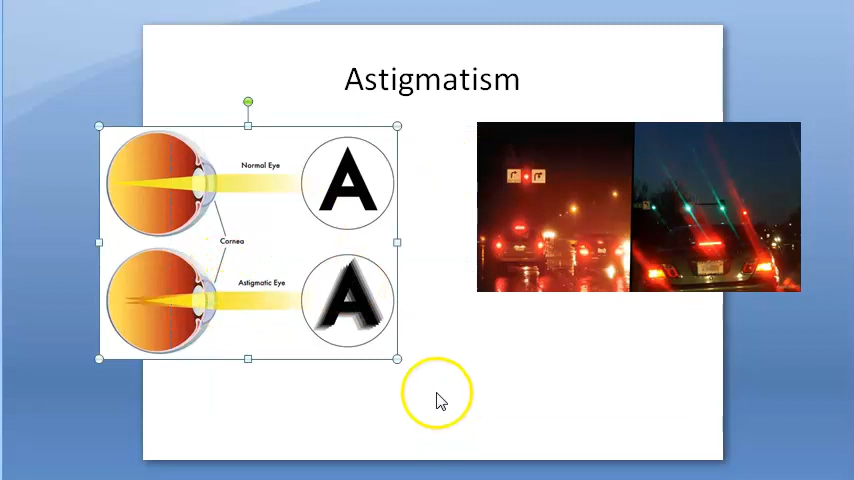 Astigmatism
Normal Eye
A
Cornea
Astigmatic Eye
A